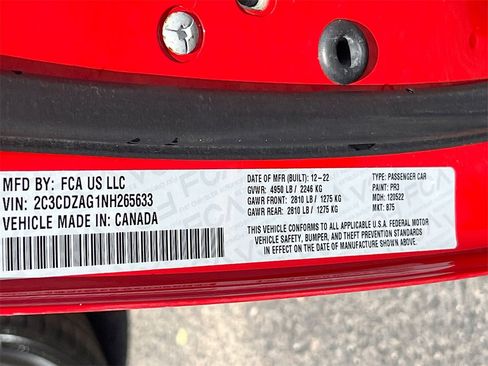 MFD BY: FCA US LLC
VIN: 2C3CDZAG1NH265633
VEHICLE MADE IN: CANADA
DATE OF MFR (BUILT): 12-22
GVWR: 4950 LB / 2246 KG
GAWR FRONT: 2810 LB / 1275 KG
GAWR REAR: 2810 LB / 1275 KG
TYPE: PASSENGER CAR
PAINT: PR3
MDH: 120522
MKT: 875
THIS VEHICLE CONFORMS TO ALL APPLICABLE U.S.A. FEDERAL MOTOR
VEHICLE SAFETY, BUMPER, AND THEFT PREVENTION STANDARDS
IN EFFECT ON THE DATE OF MANUFACTURE SHOWN ABOVE.